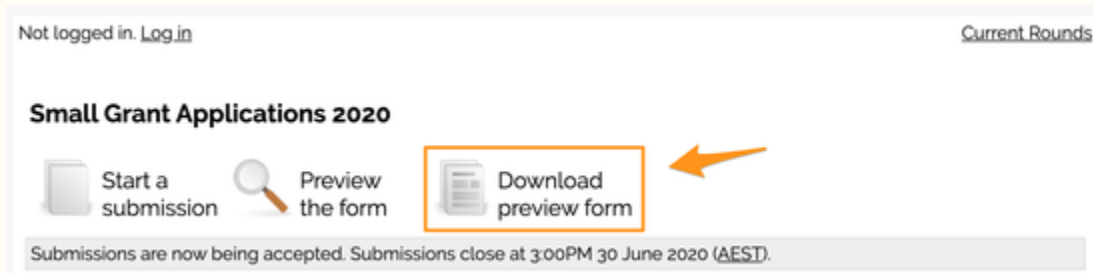 Not logged in. Log in
Current Rounds
Small Grant Applications 2020
Start a
submission
Preview
the form
Download
preview form
Submissions are now being accepted. Submissions close at 3:00PM 30 June 2020 (AEST).